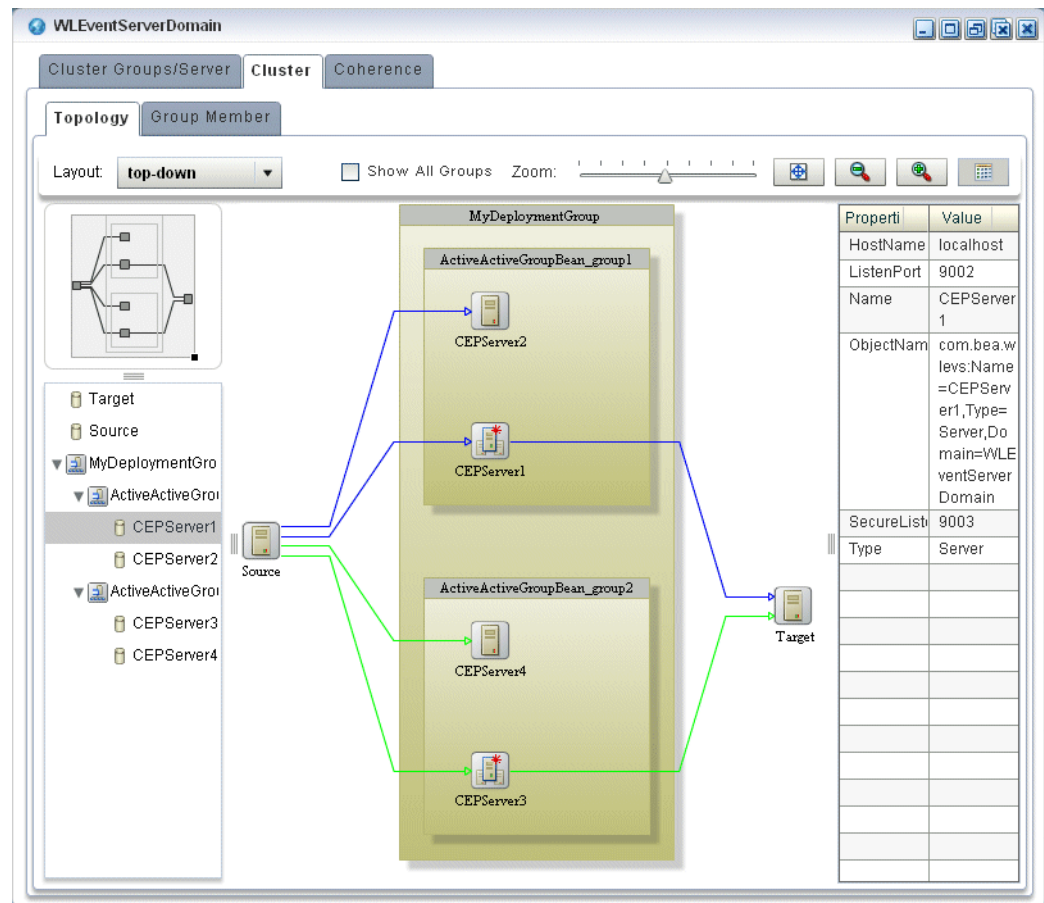 WLEventServerDomain
Cluster Groups/Server
Cluster
Coherence
Topology
Group Member
Layout:
top-down
Show All Groups
Zoom:
Target
Source
MyDeploymentGro
ActiveActiveGroı
CEPServer1
CEPServer2
ActiveActiveGroı
CEPServer3
CEPServer4
Source
MyDeploymentGroup
ActiveActiveGroupBean_group1
CEPServer2
CEPServer1
ActiveActiveGroupBean_group2
CEPServer4
CEPServer3
Target
Properti Value
HostName localhost
ListenPort 9002
Name CEPServer
1
ObjectNam com.bea.w
levs:Name
=CEPServ
er1,Type=
Server,Do
main=WLE
ventServer
Domain
SecureListı 9003
Type Server